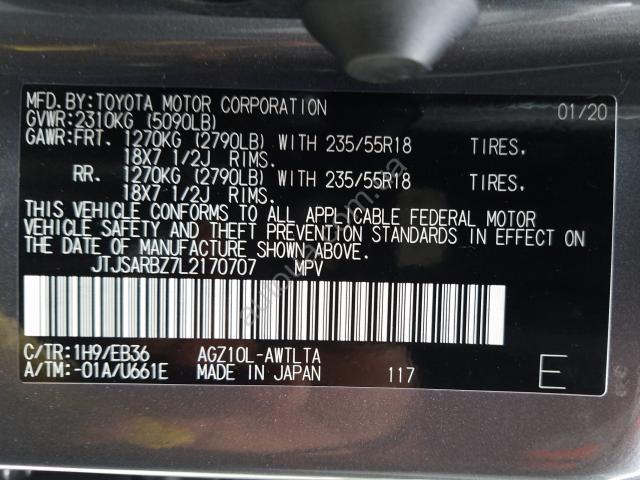 MFD.BY:TOYOTA MOTOR CORPORATION 01/20
GVWR:2310KG (5090LB)
GAWR:FRT. 1270KG (2790LB) WITH 235/55R18 TIRES,
18X7 1/2J RIMS.
RR. 1270KG (2790LB) WITH 235/55R18 TIRES,
18X7 1/2J RIMS.
THIS VEHICLE CONFORMS TO ALL APPLICABLE FEDERAL MOTOR
VEHICLE SAFETY AND THEFT PREVENTION STANDARDS IN EFFECT ON
THE DATE OF MANUFACTURE SHOWN ABOVE.
JTJSARBZ7L2170707 MPV
C/TR:1H9/EB36 AGZ10L-AWTLTA
A/TM:-01A/U661E MADE IN JAPAN 117 E